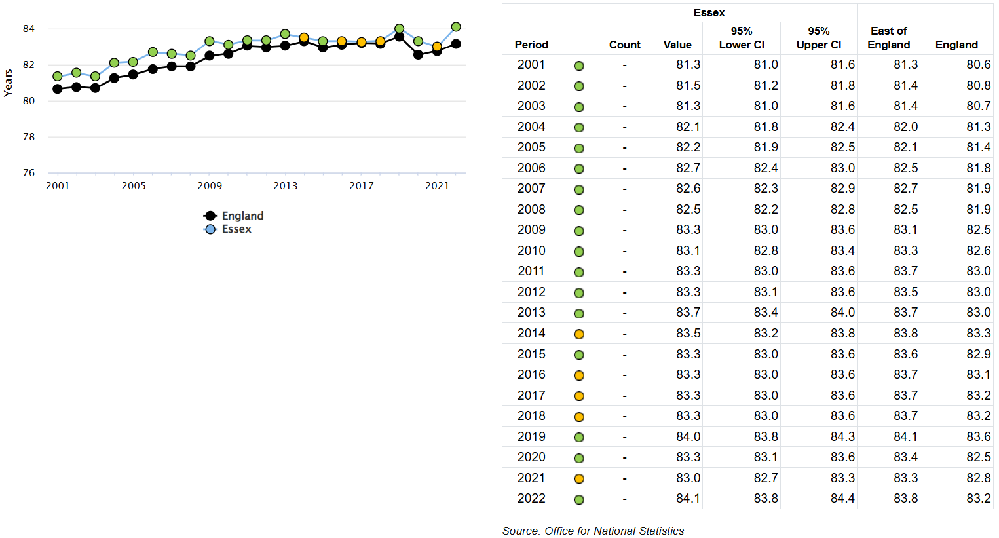 84
82
80
78
76
Years
2001 2005 2009 2013 2017 2021
England
Essex
Essex
Period Count Value 95% Lower CI 95% Upper CI East of England England
2001 - 81.3 81.0 81.6 81.3 80.6
2002 - 81.5 81.2 81.8 81.4 80.8
2003 - 81.3 81.0 81.6 81.4 80.7
2004 - 82.1 81.8 82.4 82.0 81.3
2005 - 82.2 81.9 82.5 82.1 81.4
2006 - 82.7 82.4 83.0 82.5 81.8
2007 - 82.6 82.3 82.9 82.7 81.9
2008 - 82.5 82.2 82.8 82.5 81.9
2009 - 83.3 83.0 83.6 83.1 82.5
2010 - 83.1 82.8 83.4 83.3 82.6
2011 - 83.3 83.0 83.6 83.7 83.0
2012 - 83.3 83.1 83.6 83.5 83.0
2013 - 83.7 83.4 84.0 83.7 83.0
2014 - 83.5 83.2 83.8 83.8 83.3
2015 - 83.3 83.0 83.6 83.6 82.9
2016 - 83.3 83.0 83.6 83.7 83.1
2017 - 83.3 83.0 83.6 83.7 83.2
2018 - 83.3 83.0 83.6 83.7 83.2
2019 - 84.0 83.8 84.3 84.1 83.6
2020 - 83.3 83.1 83.6 83.4 82.5
2021 - 83.0 82.7 83.3 83.3 82.8
2022 - 84.1 83.8 84.4 83.8 83.2
Source: Office for National Statistics